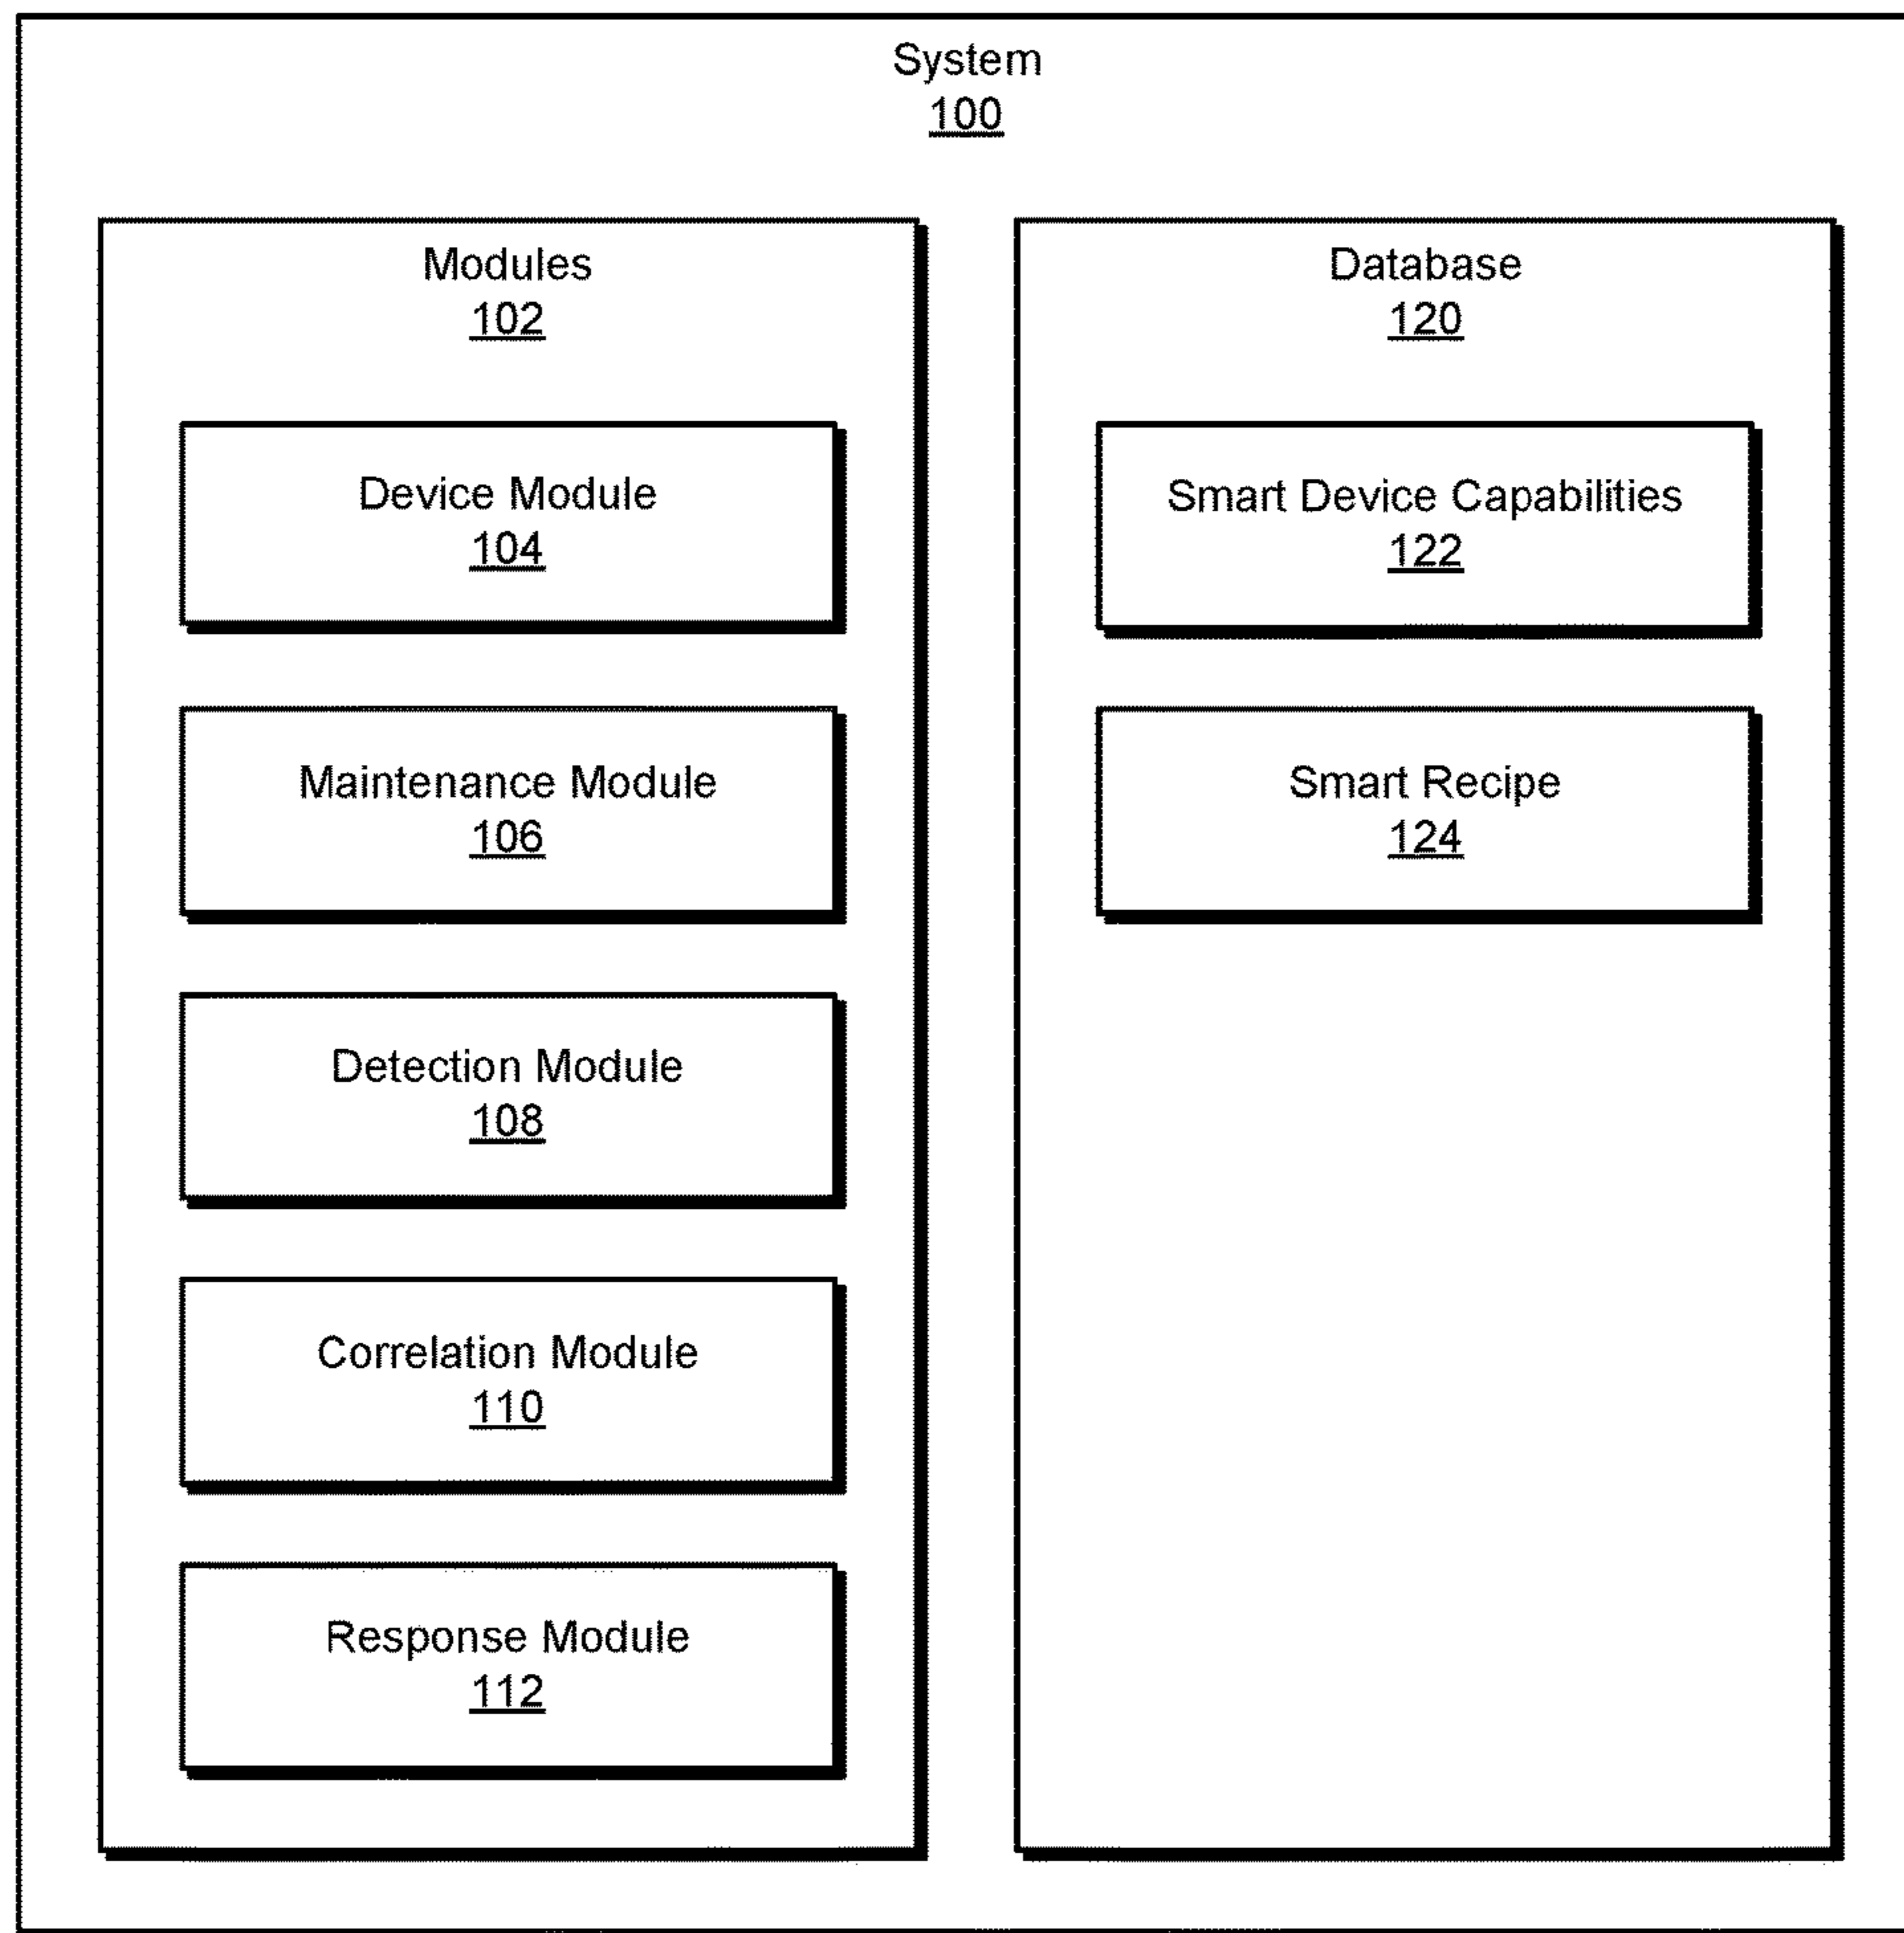 System
100
Modules
102
Device Module
104
Maintenance Module
106
Detection Module
108
Correlation Module
110
Response Module
112
Database
120
Smart Device Capabilities
122
Smart Recipe
124